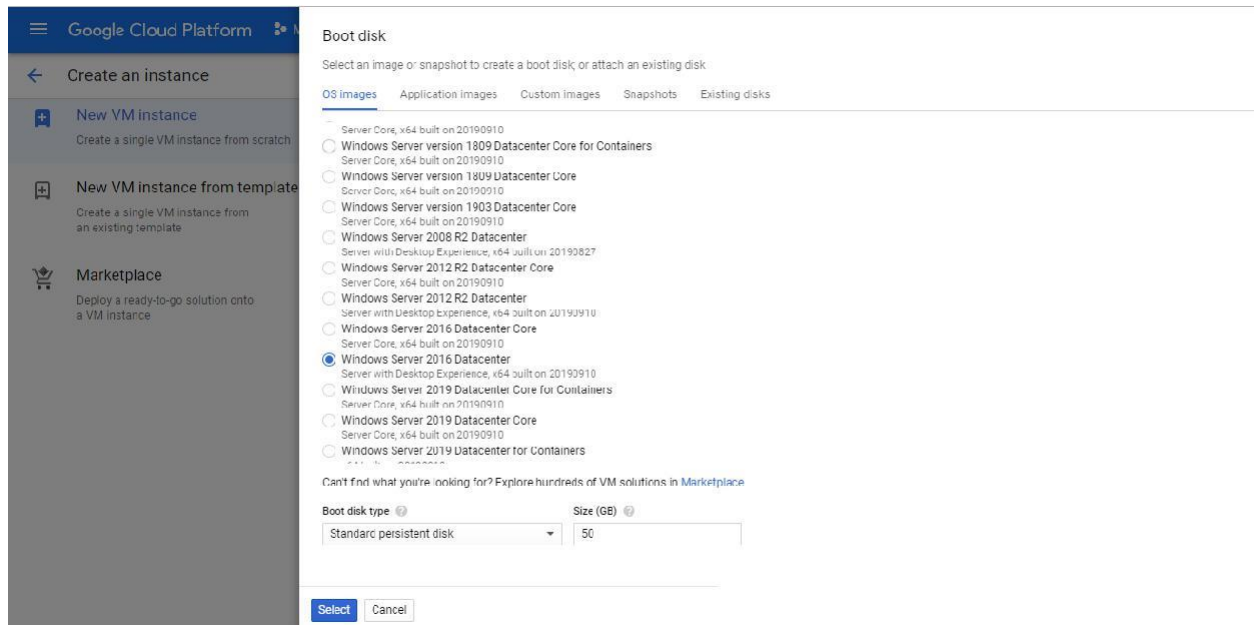 Google Cloud Platform
Create an instance
New VM instance
Create a single VM instance from scratch
New VM instance from template
Create a single VM instance from
an existing template
Marketplace
Deploy a ready-to-go solution onto
a VM instance
Boot disk
Select an image or snapshot to create a boot disk; or attach an existing disk
OS images Application images Custom images Snapshots Existing disks
Server Core, x64 built on 20190910
Windows Server version 1809 Datacenter Core for Containers
Server Core, x64 built on 20190910
Windows Server version 1809 Datacenter Core
Server Core, x64 built on 20190910
Windows Server version 1903 Datacenter Core
Server Core, x64 built on 20190910
Windows Server 2008 R2 Datacenter
Server with Desktop Experience, x64 built on 20190827
Windows Server 2012 R2 Datacenter Core
Server Core, x64 built on 20190910
Windows Server 2012 R2 Datacenter
Server with Desktop Experience, x64 built on 20190910
Windows Server 2016 Datacenter Core
Server Core, x64 built on 20190910
Windows Server 2016 Datacenter
Server with Desktop Experience, x64 built on 20190910
Windows Server 2019 Datacenter Core for Containers
Server Core, x64 built on 20190910
Windows Server 2019 Datacenter Core
Server Core, x64 built on 20190910
Windows Server 2019 Datacenter for Containers
Can't find what you're looking for? Explore hundreds of VM solutions in Marketplace
Boot disk type Size (GB)
Standard persistent disk 50
Select Cancel